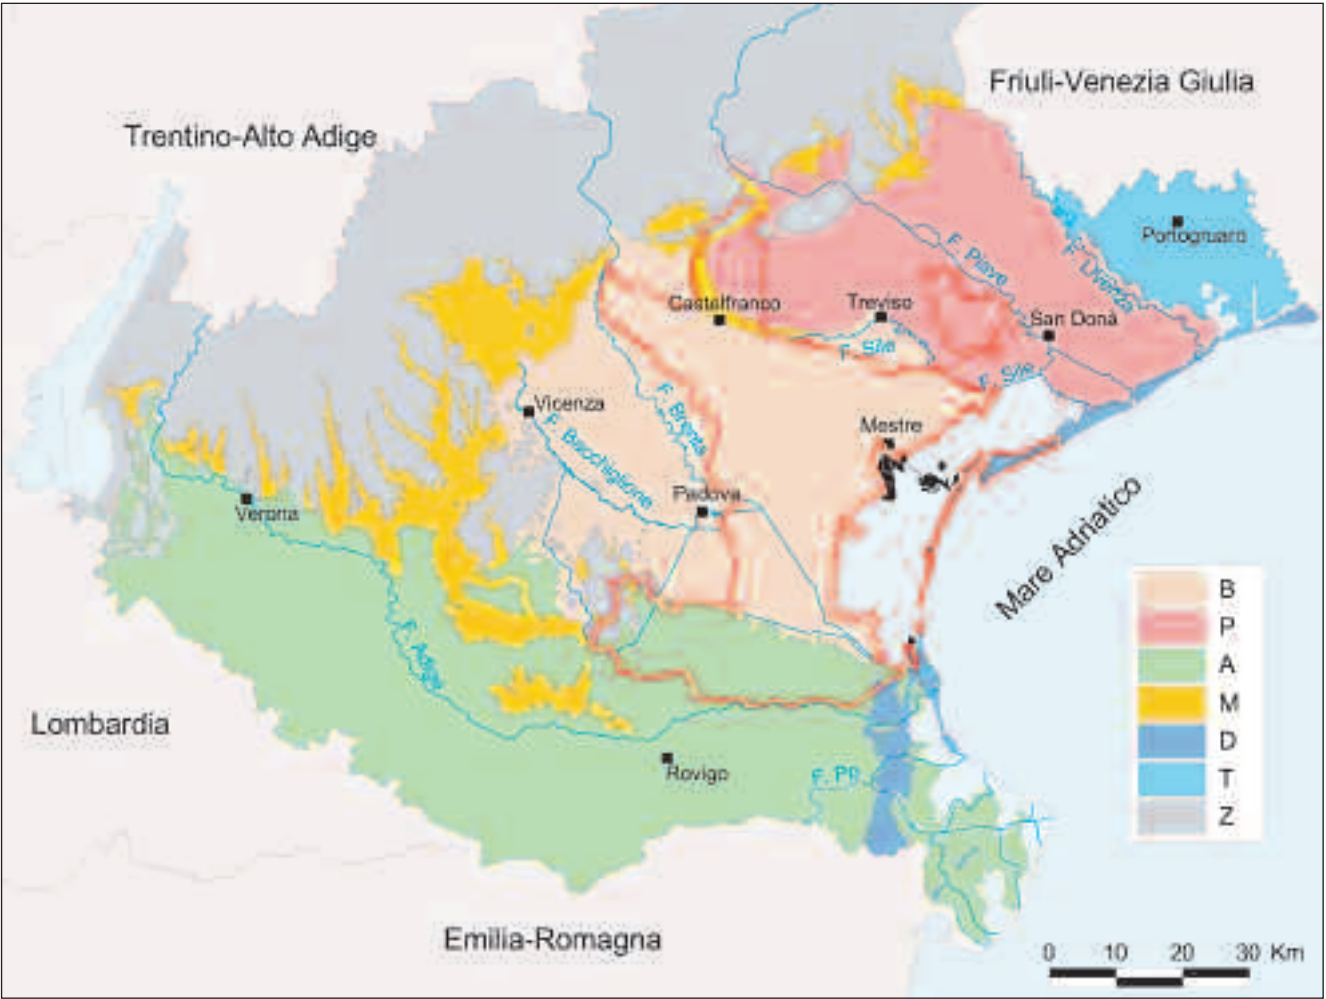 Friuli-Venezia Giulia
Trentino-Alto Adige
Portogruaro
F. Piave
F. Livenza
Castelfranco
Treviso
San Donà
F. Sile
F. Sile
Vicenza
F. Brenta
Mestre
F. Bacchiglione
Padova
Verona
Mare Adriatico
B
P
A
M
D
T
Z
F. Adige
Lombardia
Rovigo
F. Po
Emilia-Romagna
0 10 20 30 Km